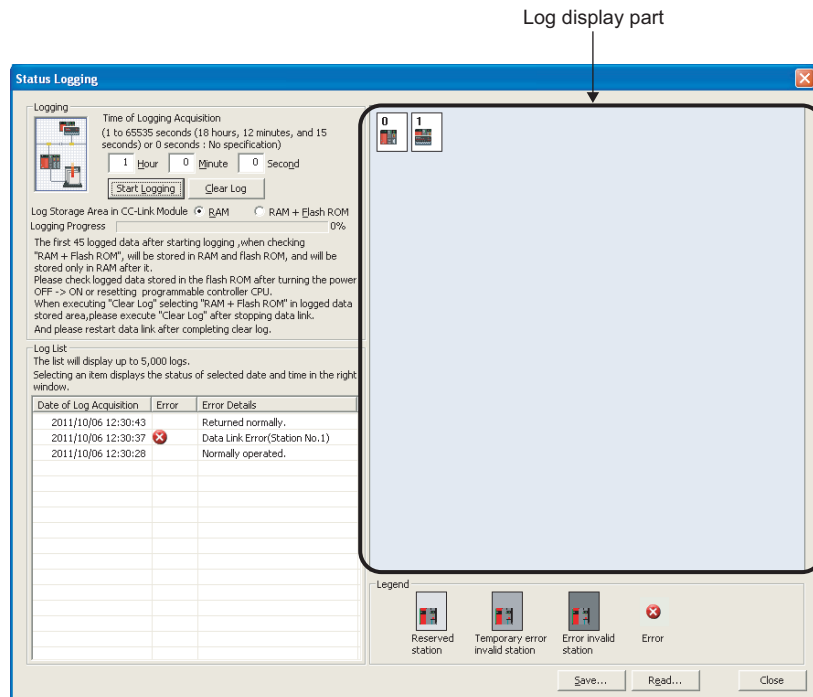 Log display part
Status Logging
Logging
Time of Logging Acquisition
(1 to 65535 seconds (18 hours, 12 minutes, and 15
seconds) or 0 seconds : No specification)
1 Hour 0 Minute 0 Second
Start Logging Clear Log
Log Storage Area in CC-Link Module RAM RAM + Flash ROM
Logging Progress 0%
The first 45 logged data after starting logging ,when checking
"RAM + Flash ROM", will be stored in RAM and flash ROM, and will be
stored only in RAM after it.
Please check logged data stored in the flash ROM after turning the power
OFF -> ON or resetting programmable controller CPU.
When executing "Clear Log" selecting "RAM + Flash ROM" in logged data
stored area,please execute "Clear Log" after stopping data link.
And please restart data link after completing clear log.
Log List
The list will display up to 5,000 logs.
Selecting an item displays the status of selected date and time in the right
window.
Date of Log Acquisition Error Error Details
2011/10/06 12:30:43 Returned normally.
2011/10/06 12:30:37 Data Link Error(Station No.1)
2011/10/06 12:30:28 Normally operated.
0 1
Legend
Reserved
station
Temporary error
invalid station
Error invalid
station
Error
Save... Read... Close